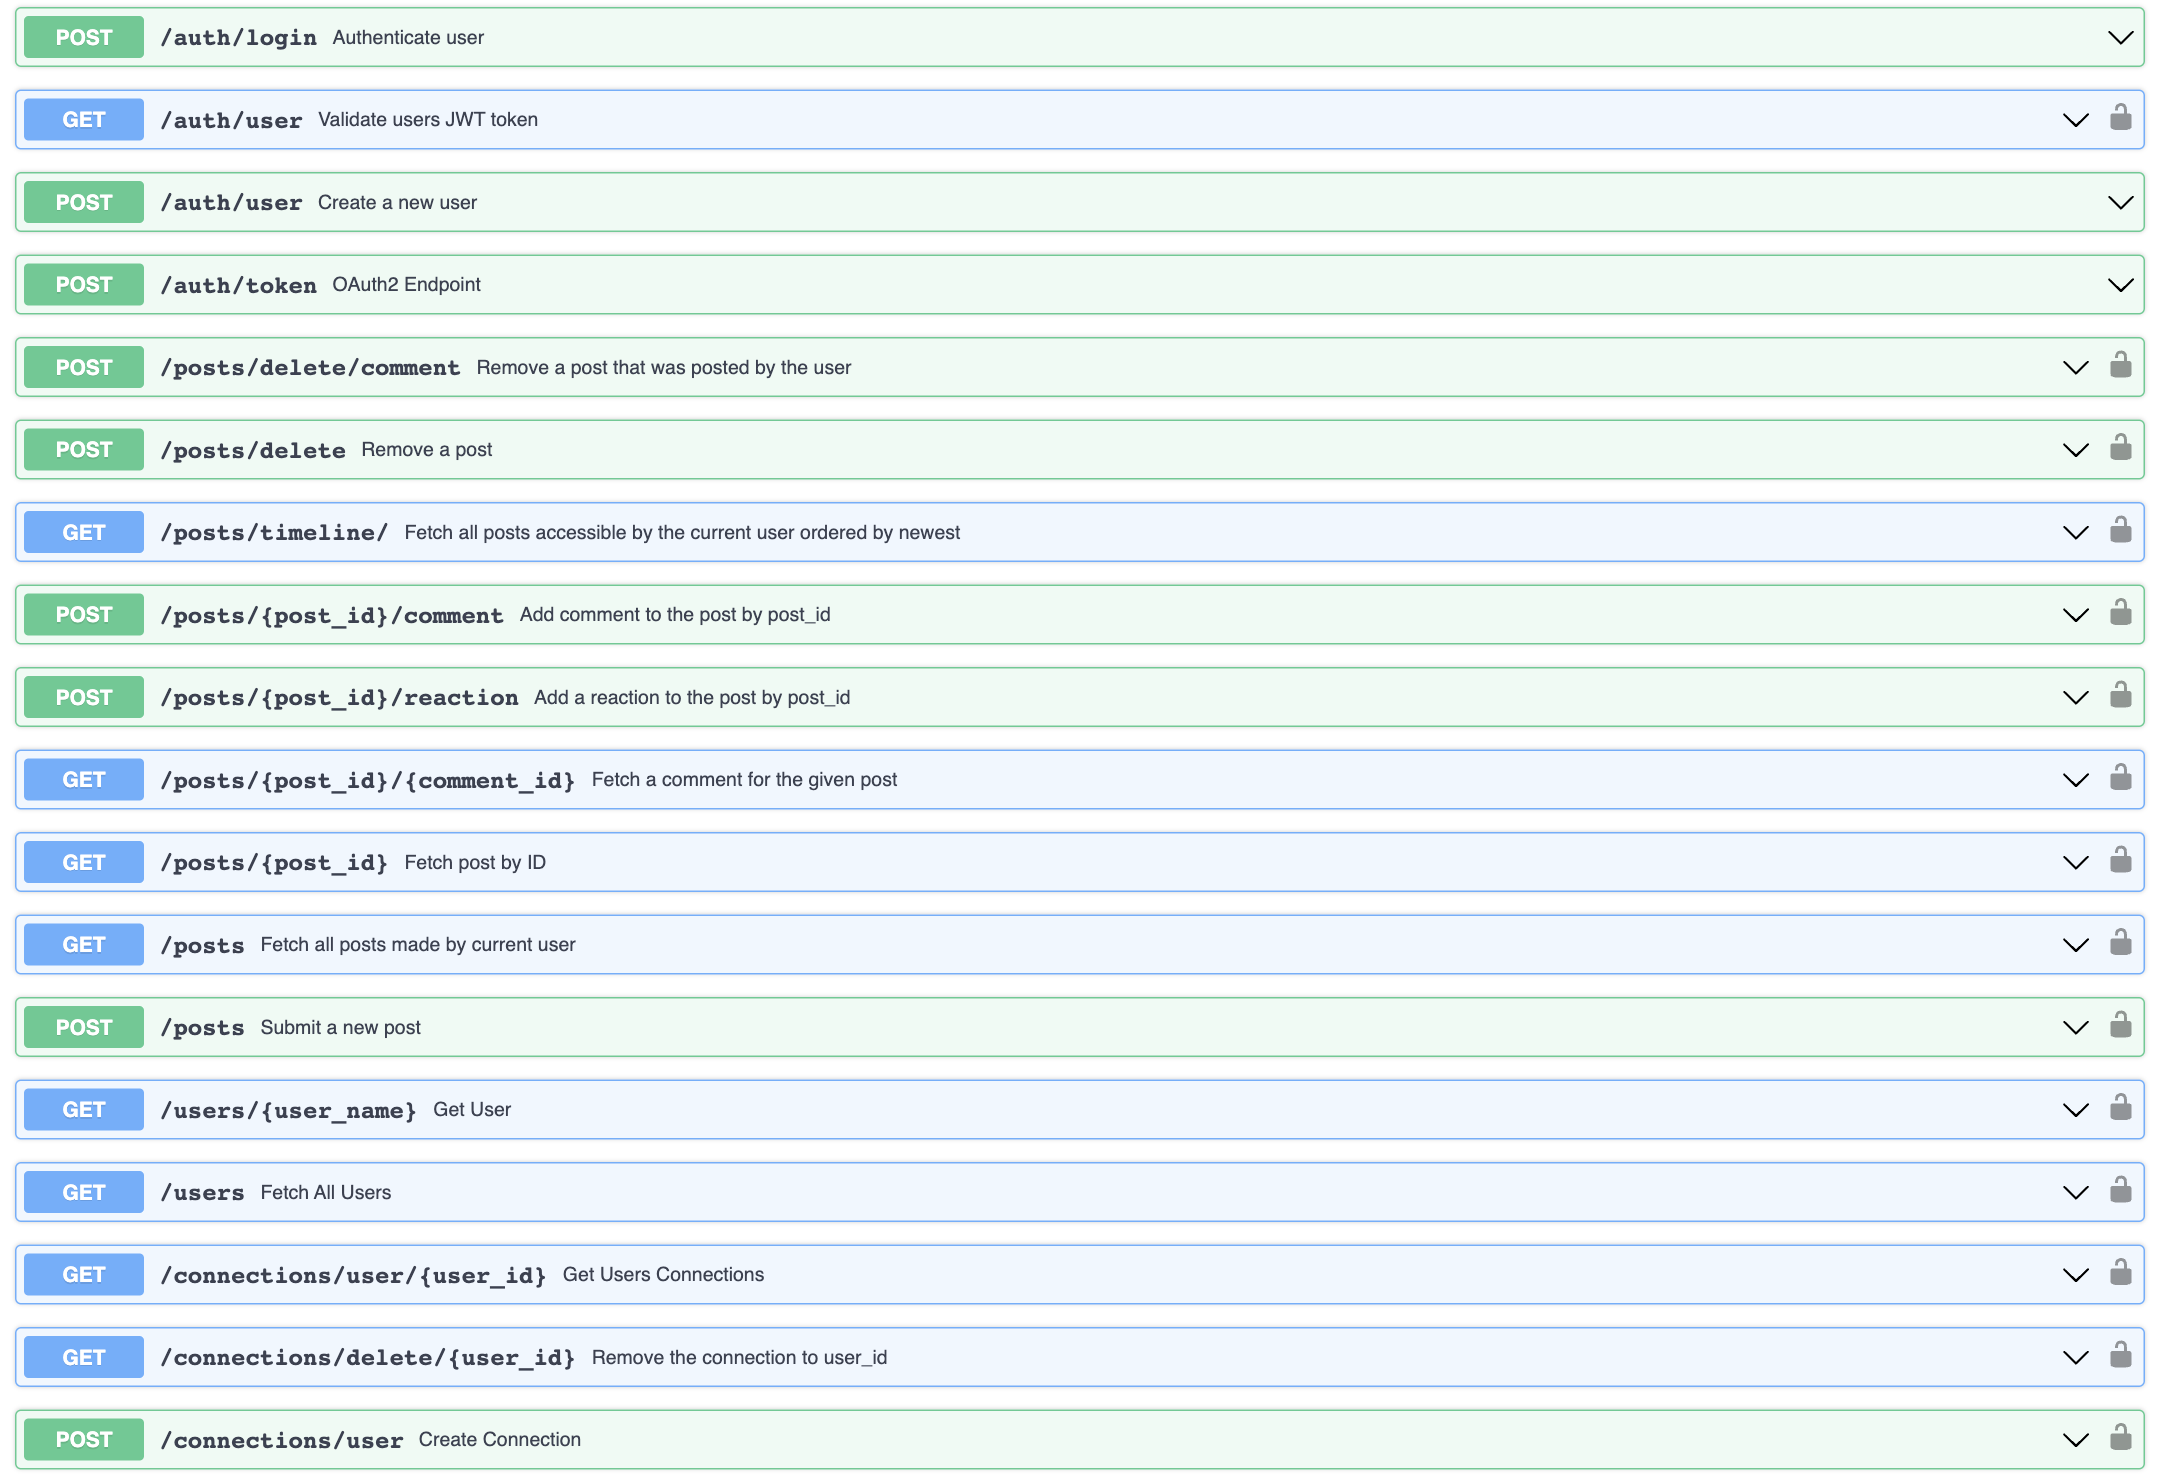 POST /auth/login Authenticate user
GET /auth/user Validate users JWT token
POST /auth/user Create a new user
POST /auth/token OAuth2 Endpoint
POST /posts/delete/comment Remove a post that was posted by the user
POST /posts/delete Remove a post
GET /posts/timeline/ Fetch all posts accessible by the current user ordered by newest
POST /posts/{post_id}/comment Add comment to the post by post_id
POST /posts/{post_id}/reaction Add a reaction to the post by post_id
GET /posts/{post_id}/{comment_id} Fetch a comment for the given post
GET /posts/{post_id} Fetch post by ID
GET /posts Fetch all posts made by current user
POST /posts Submit a new post
GET /users/{user_name} Get User
GET /users Fetch All Users
GET /connections/user/{user_id} Get Users Connections
GET /connections/delete/{user_id} Remove the connection to user_id
POST /connections/user Create Connection